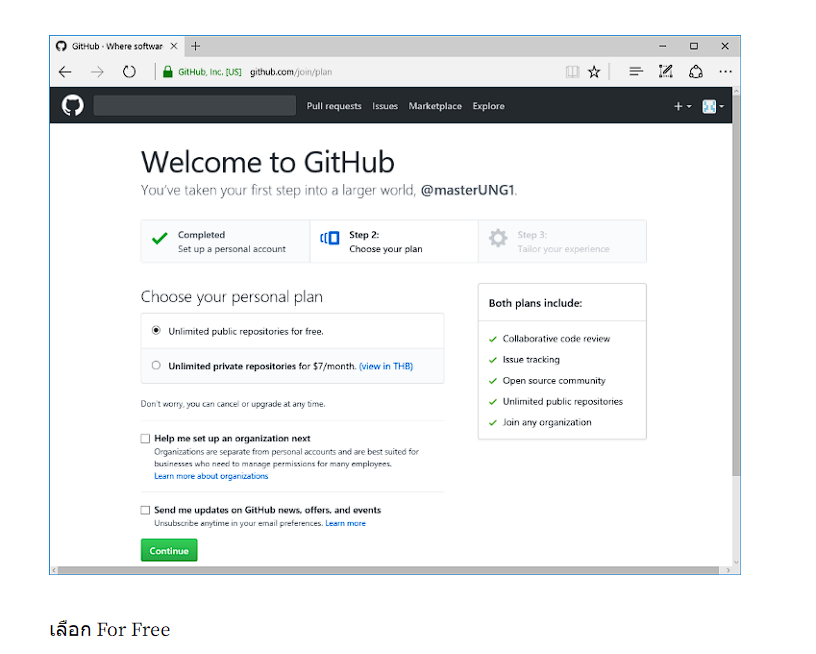 GitHub - Where softwar
GitHub, Inc. [US] github.com/join/plan
Pull requests Issues Marketplace Explore
Welcome to GitHub
You've taken your first step into a larger world, @masterUNG1.
Completed
Set up a personal account
Step 2:
Choose your plan
Step 3:
Tailor your experience
Choose your personal plan
Unlimited public repositories for free.
Unlimited private repositories for $7/month. (view in THB)
Don't worry, you can cancel or upgrade at any time.
Both plans include:
Collaborative code review
Issue tracking
Open source community
Unlimited public repositories
Join any organization
Help me set up an organization next
Organizations are separate from personal accounts and are best suited for
businesses who need to manage permissions for many employees.
Learn more about organizations
Send me updates on GitHub news, offers, and events
Unsubscribe anytime in your email preferences. Learn more
Continue
เลือก For Free